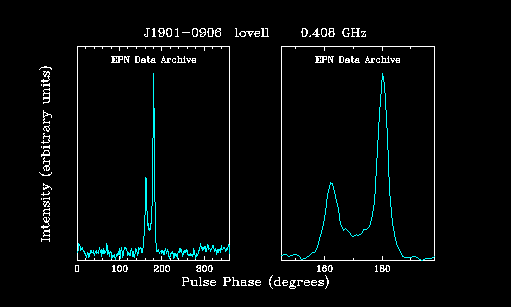 J1901-0906 lovell 0.408 GHz
EPN Data Archive EPN Data Archive
Intensity (arbitrary units)
0 100 200 300 160 180
Pulse Phase (degrees)